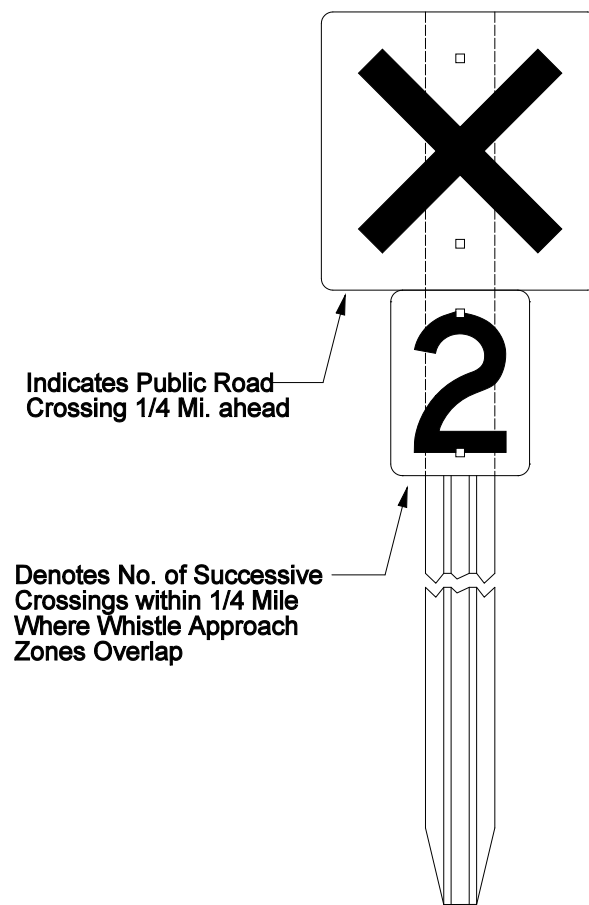 X
2
Indicates Public Road
Crossing 1/4 Mi. ahead
Denotes No. of Successive
Crossings within 1/4 Mile
Where Whistle Approach
Zones Overlap